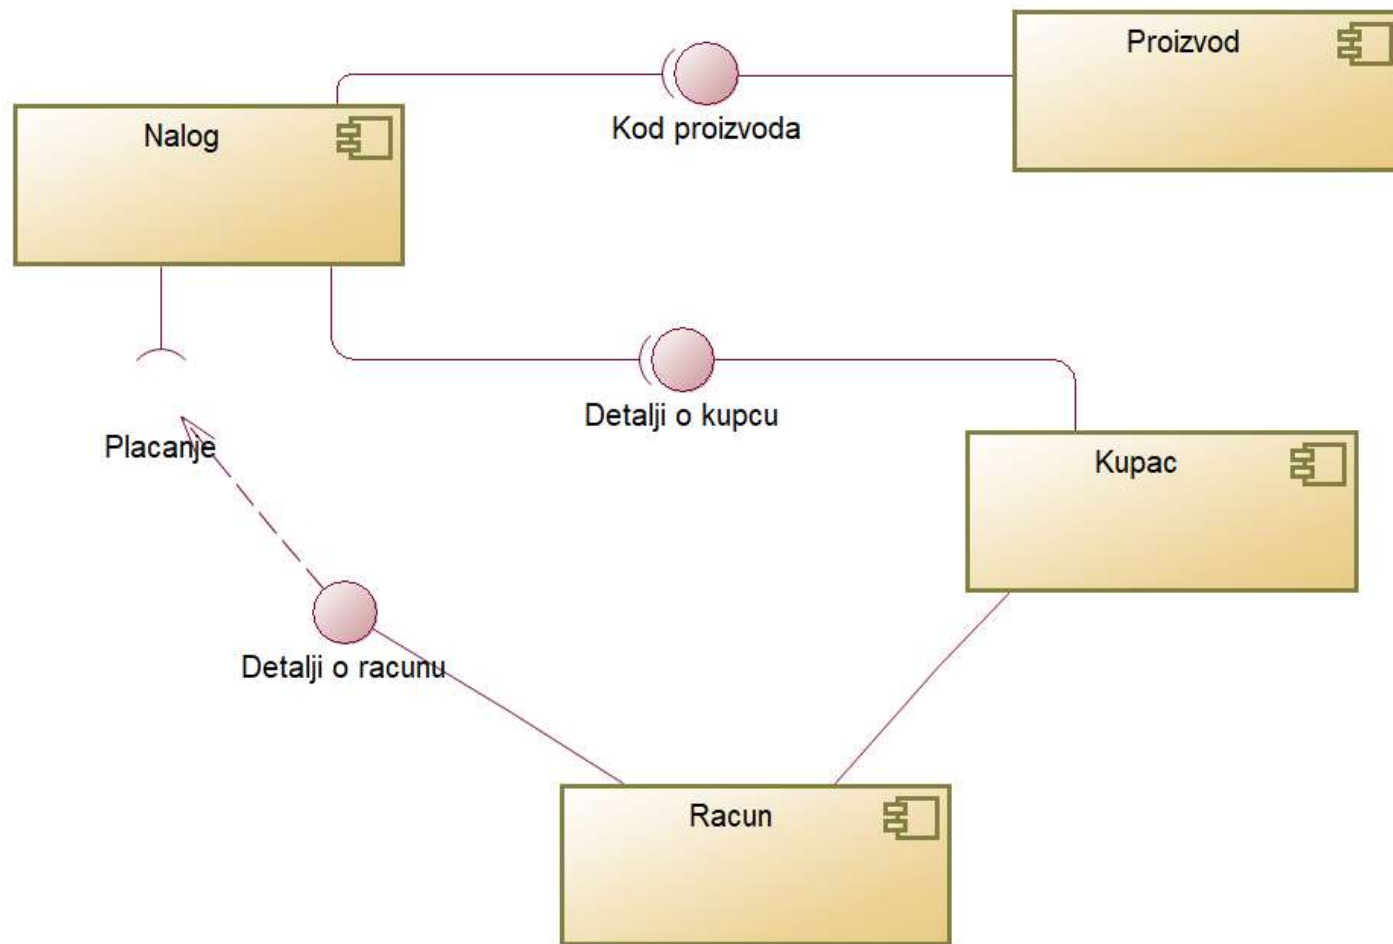 Proizvod
Nalog
Kod proizvoda
Detalji o kupcu
Placanje
Kupac
Detalji o racunu
Racun